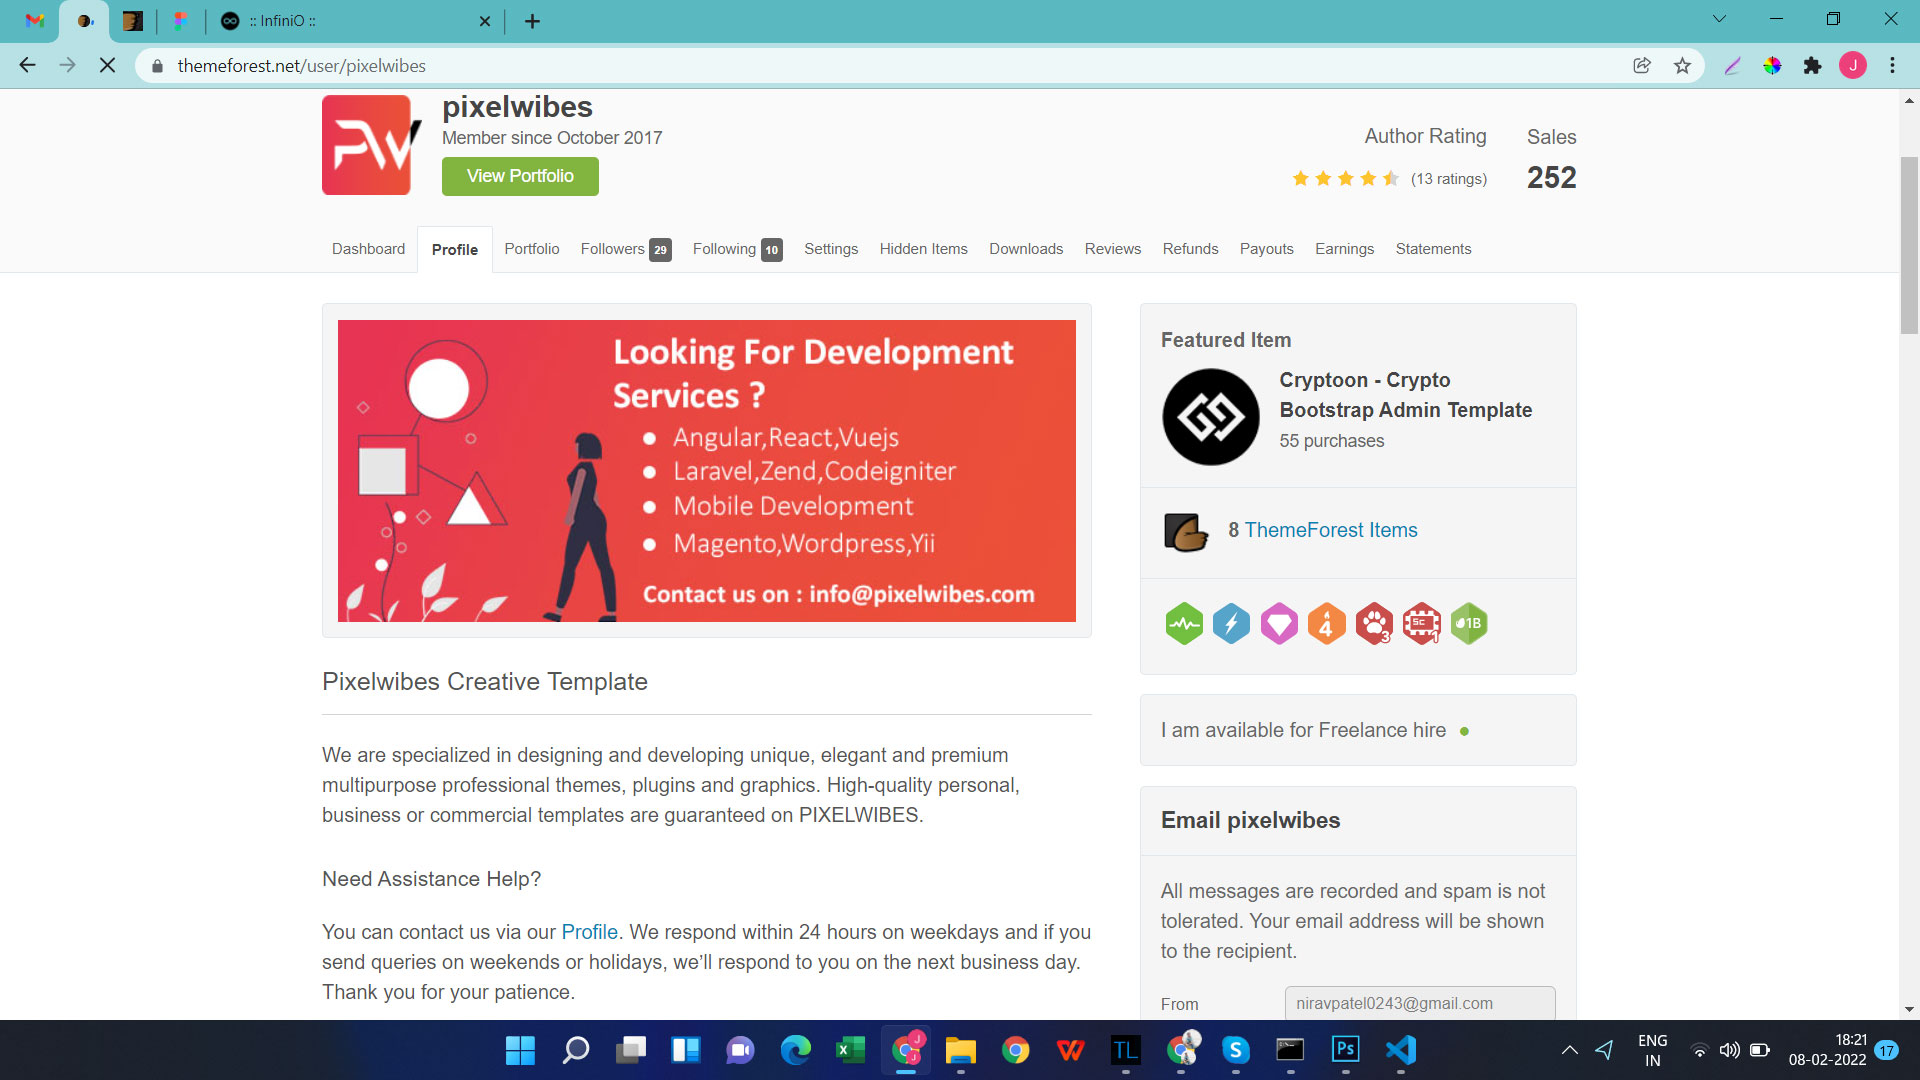 :: InfiniO ::
themeforest.net/user/pixelwibes
J
PW
pixelwibes
Member since October 2017
View Portfolio
Author Rating
(13 ratings)
Sales
252
Dashboard
Profile
Portfolio
Followers 29
Following 10
Settings
Hidden Items
Downloads
Reviews
Refunds
Payouts
Earnings
Statements
Looking For Development
Services ?
Angular,React,Vuejs
Laravel,Zend,Codeigniter
Mobile Development
Magento,Wordpress,Yii
Contact us on : info@pixelwibes.com
Featured Item
Cryptoon - Crypto
Bootstrap Admin Template
55 purchases
8 ThemeForest Items
4
3
SC
1
1B
I am available for Freelance hire
Email pixelwibes
All messages are recorded and spam is not
tolerated. Your email address will be shown
to the recipient.
From
niravpatel0243@gmail.com
Pixelwibes Creative Template
We are specialized in designing and developing unique, elegant and premium
multipurpose professional themes, plugins and graphics. High-quality personal,
business or commercial templates are guaranteed on PIXELWIBES.
Need Assistance Help?
You can contact us via our Profile. We respond within 24 hours on weekdays and if you
send queries on weekends or holidays, we’ll respond to you on the next business day.
Thank you for your patience.
TL
S
Ps
ENG
IN
18:21
08-02-2022
17